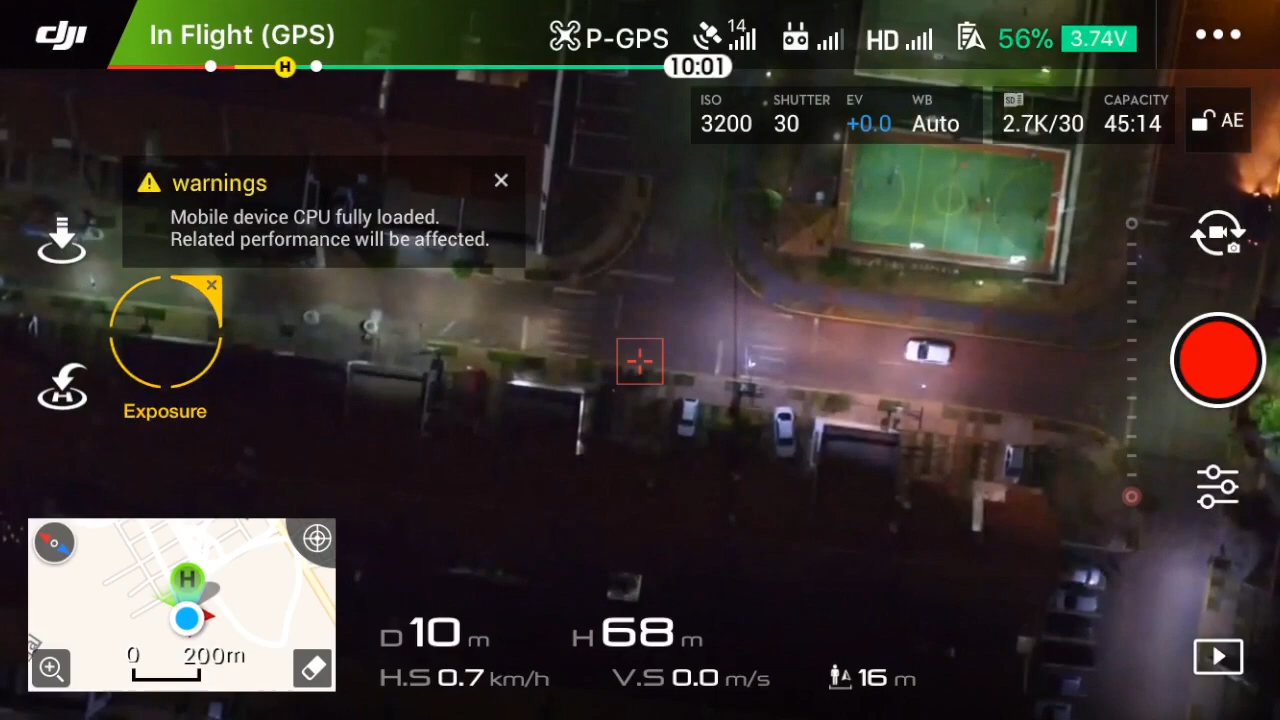 dji
In Flight (GPS)
P-GPS
14
HD
56%
3.74V
H
10:01
ISO
3200
SHUTTER
30
EV
+0.0
WB
Auto
SD
2.7K/30
CAPACITY
45:14
AE
warnings
Mobile device CPU fully loaded.
Related performance will be affected.
H
Exposure
H
0
200m
D 10 m
H 68 m
H.S 0.7 km/h
V.S 0.0 m/s
16 m